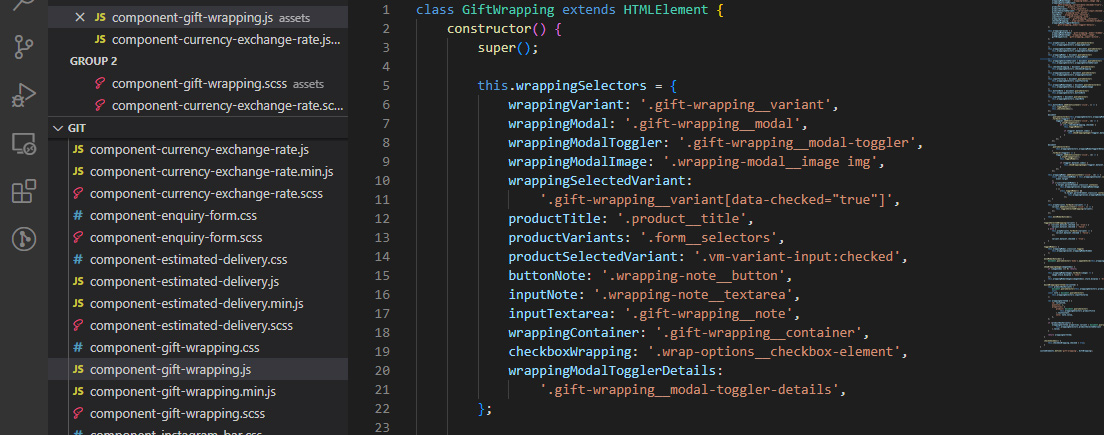 component-gift-wrapping.js assets
JS component-currency-exchange-rate.js...
GROUP 2
component-gift-wrapping.scss assets
component-currency-exchange-rate.sc...
GIT
JS component-currency-exchange-rate.js
JS component-currency-exchange-rate.min.js
component-currency-exchange-rate.scss
# component-enquiry-form.css
component-enquiry-form.scss
# component-estimated-delivery.css
JS component-estimated-delivery.js
JS component-estimated-delivery.min.js
component-estimated-delivery.scss
# component-gift-wrapping.css
JS component-gift-wrapping.js
JS component-gift-wrapping.min.js
component-gift-wrapping.scss
# component-instagram-bar.css
1 class GiftWrapping extends HTMLElement {
2 constructor() {
3 super();
4
5 this.wrappingSelectors = {
6 wrappingVariant: '.gift-wrapping__variant',
7 wrappingModal: '.gift-wrapping__modal',
8 wrappingModalToggler: '.gift-wrapping__modal-toggler',
9 wrappingModalImage: '.wrapping-modal__image img',
10 wrappingSelectedVariant:
11 '.gift-wrapping__variant[data-checked="true"]',
12 productTitle: '.product__title',
13 productVariants: '.form__selectors',
14 productSelectedVariant: '.vm-variant-input:checked',
15 buttonNote: '.wrapping-note__button',
16 inputNote: '.wrapping-note__textarea',
17 inputTextarea: '.gift-wrapping__note',
18 wrappingContainer: '.gift-wrapping__container',
19 checkboxWrapping: '.wrap-options__checkbox-element',
20 wrappingModalTogglerDetails:
21 '.gift-wrapping__modal-toggler-details',
22 };
23